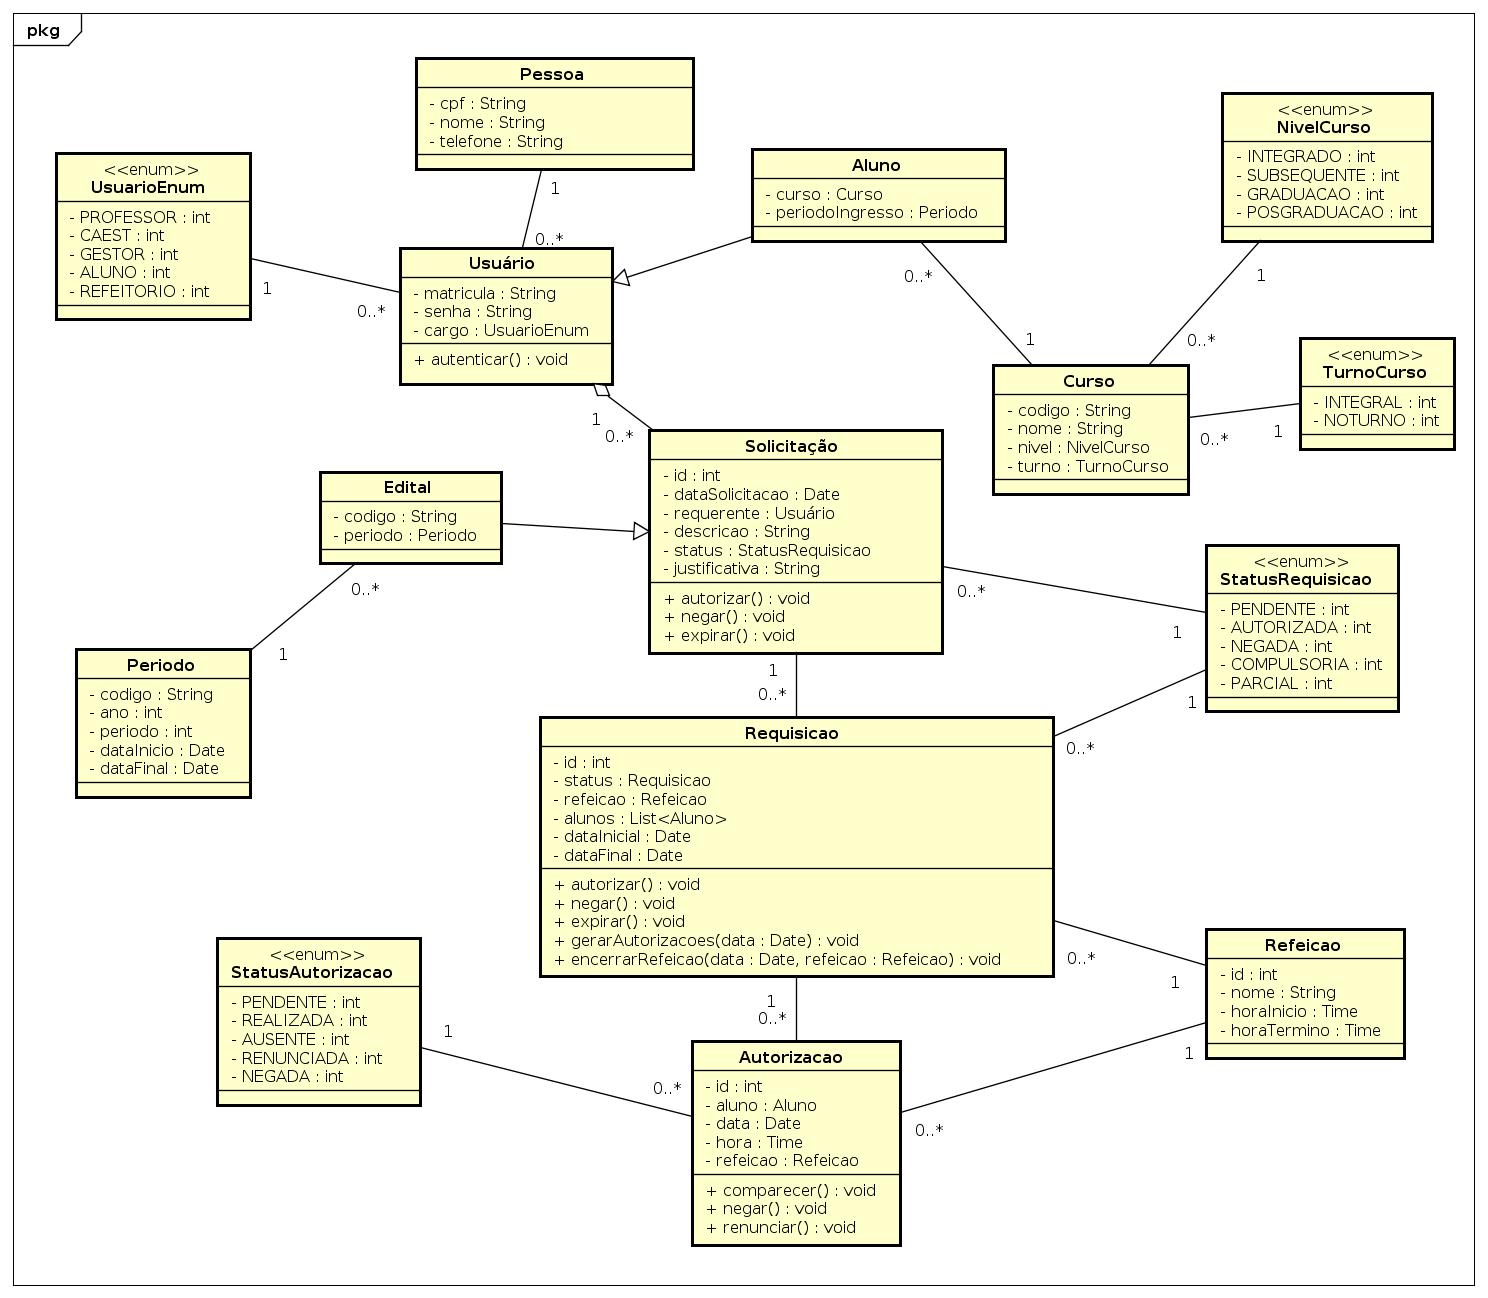 pkg
Pessoa
- cpf : String
- nome : String
- telefone : String
<<enum>>
UsuarioEnum
- PROFESSOR : int
- CAEST : int
- GESTOR : int
- ALUNO : int
- REFEITORIO : int
Aluno
- curso : Curso
- periodoIngresso : Periodo
<<enum>>
NivelCurso
- INTEGRADO : int
- SUBSEQUENTE : int
- GRADUACAO : int
- POSGRADUACAO : int
1
0..*
1
0..*
Usuário
- matricula : String
- senha : String
- cargo : UsuarioEnum
+ autenticar() : void
0..*
1
1
0..*
<<enum>>
TurnoCurso
- INTEGRAL : int
- NOTURNO : int
Curso
- codigo : String
- nome : String
- nivel : NivelCurso
- turno : TurnoCurso
0..*
1
1
0..*
Edital
- codigo : String
- periodo : Periodo
Solicitação
- id : int
- dataSolicitacao : Date
- requerente : Usuário
- descricao : String
- status : StatusRequisicao
- justificativa : String
+ autorizar() : void
+ negar() : void
+ expirar() : void
<<enum>>
StatusRequisicao
- PENDENTE : int
- AUTORIZADA : int
- NEGADA : int
- COMPULSORIA : int
- PARCIAL : int
0..*
1
0..*
1
Periodo
- codigo : String
- ano : int
- periodo : int
- dataInicio : Date
- dataFinal : Date
1
0..*
1
0..*
Requisicao
- id : int
- status : Requisicao
- refeicao : Refeicao
- alunos : List<Aluno>
- dataInicial : Date
- dataFinal : Date
+ autorizar() : void
+ negar() : void
+ expirar() : void
+ gerarAutorizacoes(data : Date) : void
+ encerrarRefeicao(data : Date, refeicao : Refeicao) : void
<<enum>>
StatusAutorizacao
- PENDENTE : int
- REALIZADA : int
- AUSENTE : int
- RENUNCIADA : int
- NEGADA : int
Refeicao
- id : int
- nome : String
- horaInicio : Time
- horaTermino : Time
0..*
1
1
0..*
1
0..*
1
0..*
Autorizacao
- id : int
- aluno : Aluno
- data : Date
- hora : Time
- refeicao : Refeicao
+ comparecer() : void
+ negar() : void
+ renunciar() : void